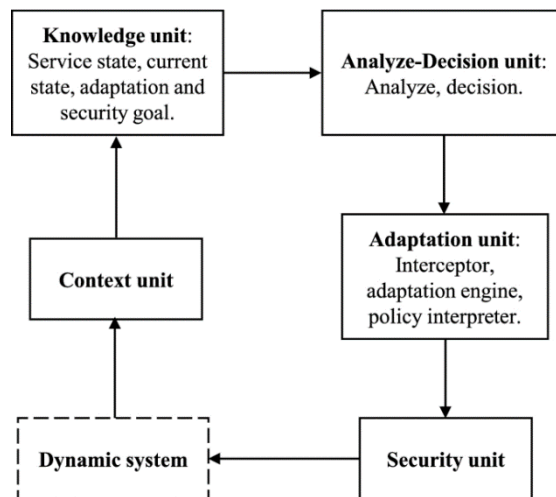 Knowledge unit:
Service state, current
state, adaptation and
security goal.
Analyze-Decision unit:
Analyze, decision.
Adaptation unit:
Interceptor,
adaptation engine,
policy interpreter.
Context unit
Dynamic system
Security unit